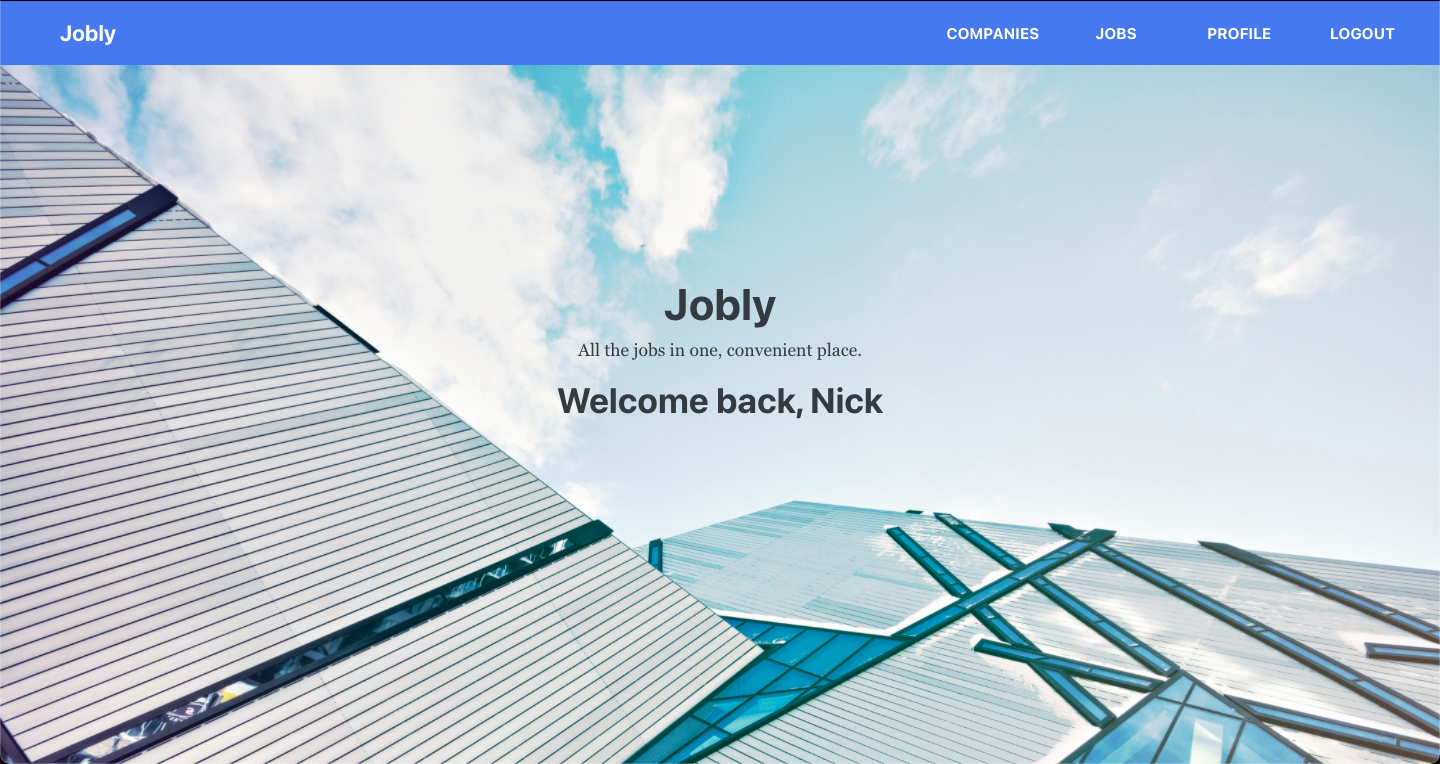 Jobly
COMPANIES JOBS PROFILE LOGOUT
Jobly
All the jobs in one, convenient place.
Welcome back, Nick